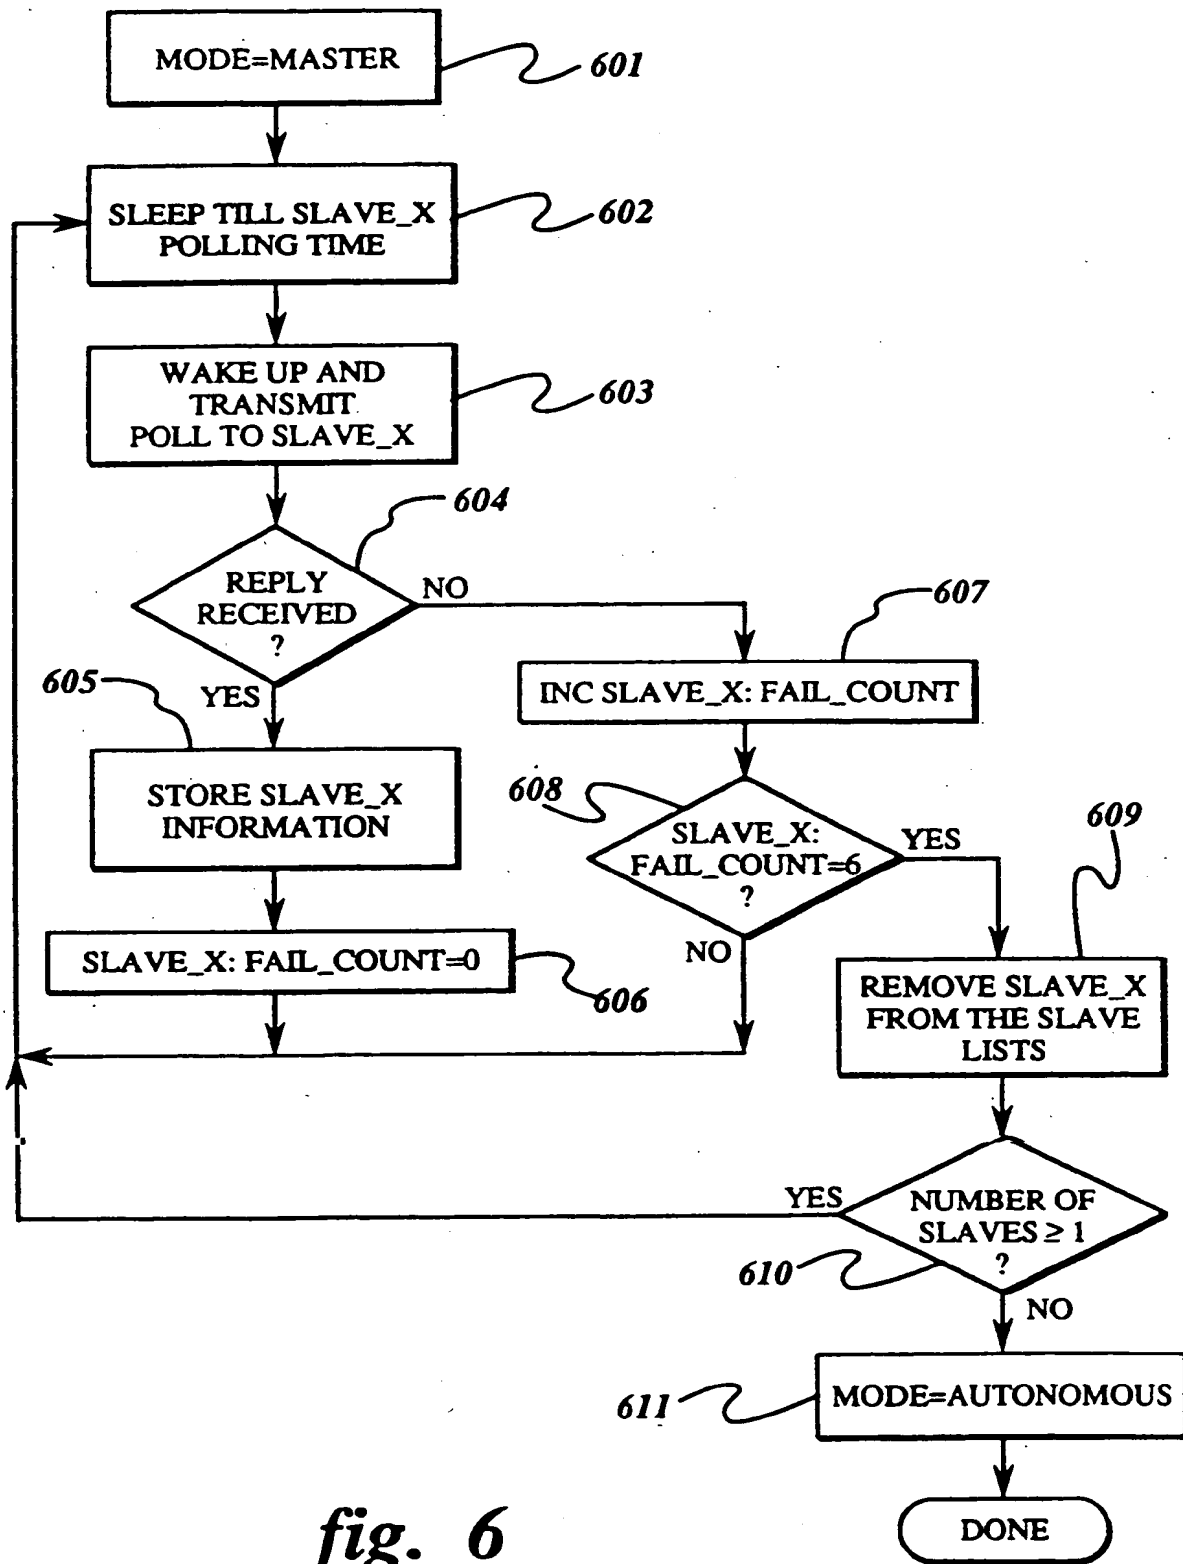 MODE=MASTER
601
SLEEP TILL SLAVE_X
POLLING TIME
602
WAKE UP AND
TRANSMIT
POLL TO SLAVE_X
603
604
REPLY
RECEIVED
?
NO
YES
605
STORE SLAVE_X
INFORMATION
SLAVE_X: FAIL_COUNT=0
606
607
INC SLAVE_X: FAIL_COUNT
608
SLAVE_X:
FAIL_COUNT=6
?
YES
NO
609
REMOVE SLAVE_X
FROM THE SLAVE
LISTS
YES
NUMBER OF
SLAVES ≥ 1
?
610
NO
611
MODE=AUTONOMOUS
DONE
fig. 6